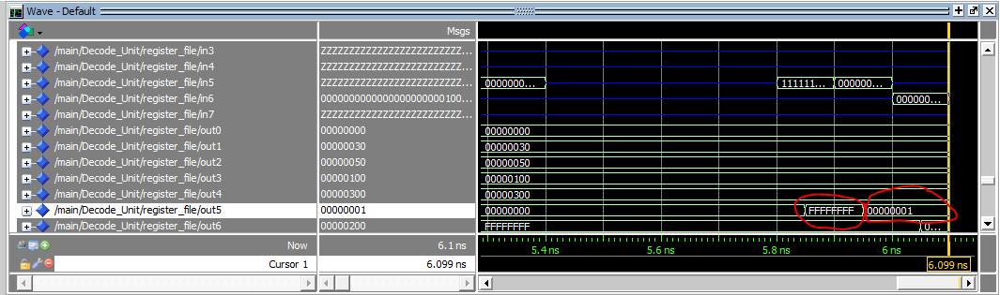 Wave - Default
Msgs
/main/Decode_Unit/register_file/in3 ZZZZZZZZZZZZZZZZZZZZZZZZZZ...
/main/Decode_Unit/register_file/in4 ZZZZZZZZZZZZZZZZZZZZZZZZZZ...
/main/Decode_Unit/register_file/in5 ZZZZZZZZZZZZZZZZZZZZZZZZZZ... 0000000... 111111... 000000...
/main/Decode_Unit/register_file/in6 00000000000000000000000100... 000000...
/main/Decode_Unit/register_file/in7 ZZZZZZZZZZZZZZZZZZZZZZZZZZ...
/main/Decode_Unit/register_file/out0 00000000 00000000
/main/Decode_Unit/register_file/out1 00000030 00000030
/main/Decode_Unit/register_file/out2 00000050 00000050
/main/Decode_Unit/register_file/out3 00000100 00000100
/main/Decode_Unit/register_file/out4 00000300 00000300
/main/Decode_Unit/register_file/out5 00000001 00000000 FFFFFFFF 00000001
/main/Decode_Unit/register_file/out6 00000200 FFFFFFFF 0...
Now 6.1 ns 5.4 ns 5.6 ns 5.8 ns 6 ns
Cursor 1 6.099 ns 6.099 ns